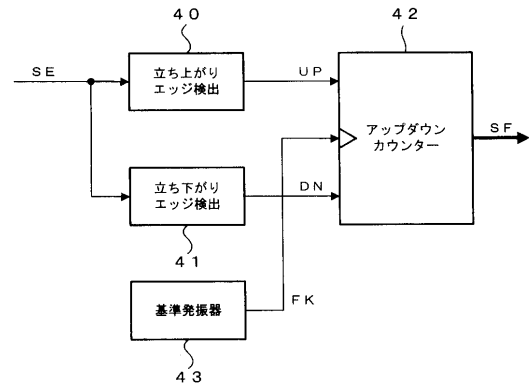 40
42
SE
立ち上がり
エッジ検出
UP
アップダウン
カウンター
SF
立ち下がり
エッジ検出
DN
41
基準発振器
FK
43